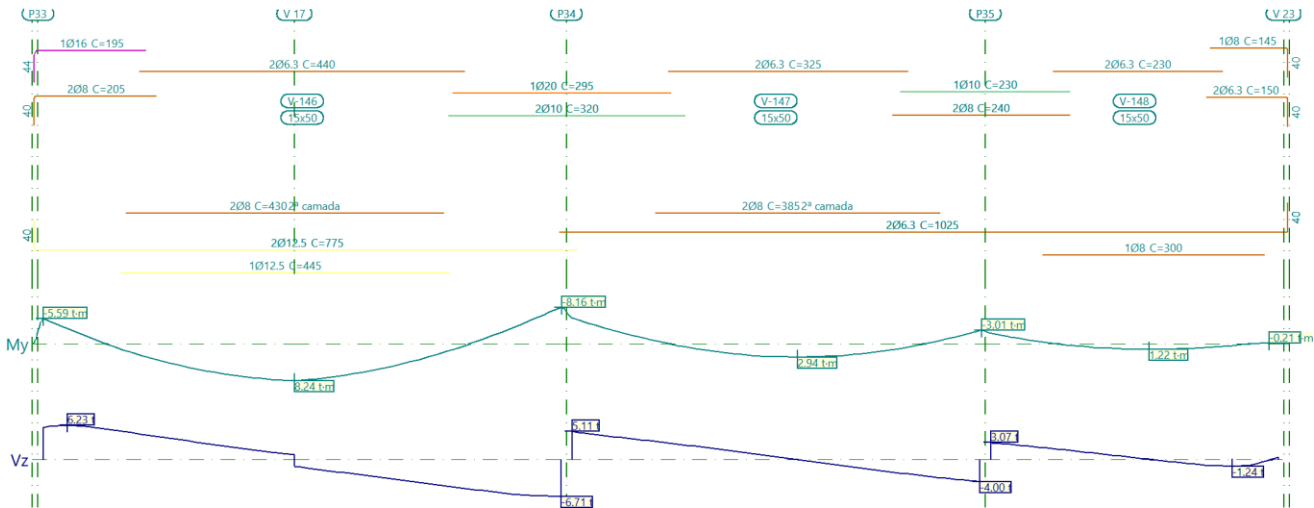 P33 V 17 P34 P35 V 23
1Ø16 C=195
1Ø8 C=145
44
2Ø6.3 C=440
2Ø6.3 C=325
2Ø6.3 C=230
40
2Ø8 C=205
1Ø20 C=295
1Ø10 C=230
2Ø6.3 C=150
40
V-146
15x50
2Ø10 C=320
V-147
15x50
2Ø8 C=240
V-148
15x50
40
2Ø8 C=4302ª camada
2Ø8 C=3852ª camada
40
2Ø12.5 C=775
2Ø6.3 C=1025
40
1Ø12.5 C=445
1Ø8 C=300
My
-5.59 t·m
8.24 t·m
-8.16 t·m
2.94 t·m
-3.01 t·m
1.22 t·m
-0.21 t·m
Vz
6.23 t
-6.71 t
5.11 t
-4.00 t
3.07 t
-1.24 t